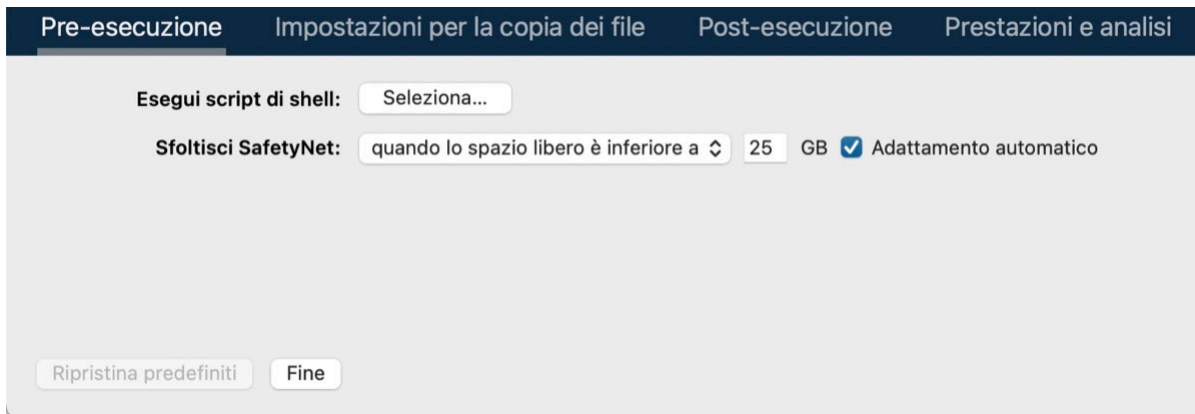 Pre-esecuzione Impostazioni per la copia dei file Post-esecuzione Prestazioni e analisi
Esegui script di shell: Seleziona...
Sfoltisci SafetyNet: quando lo spazio libero è inferiore a 25 GB Adattamento automatico
Ripristina predefiniti Fine